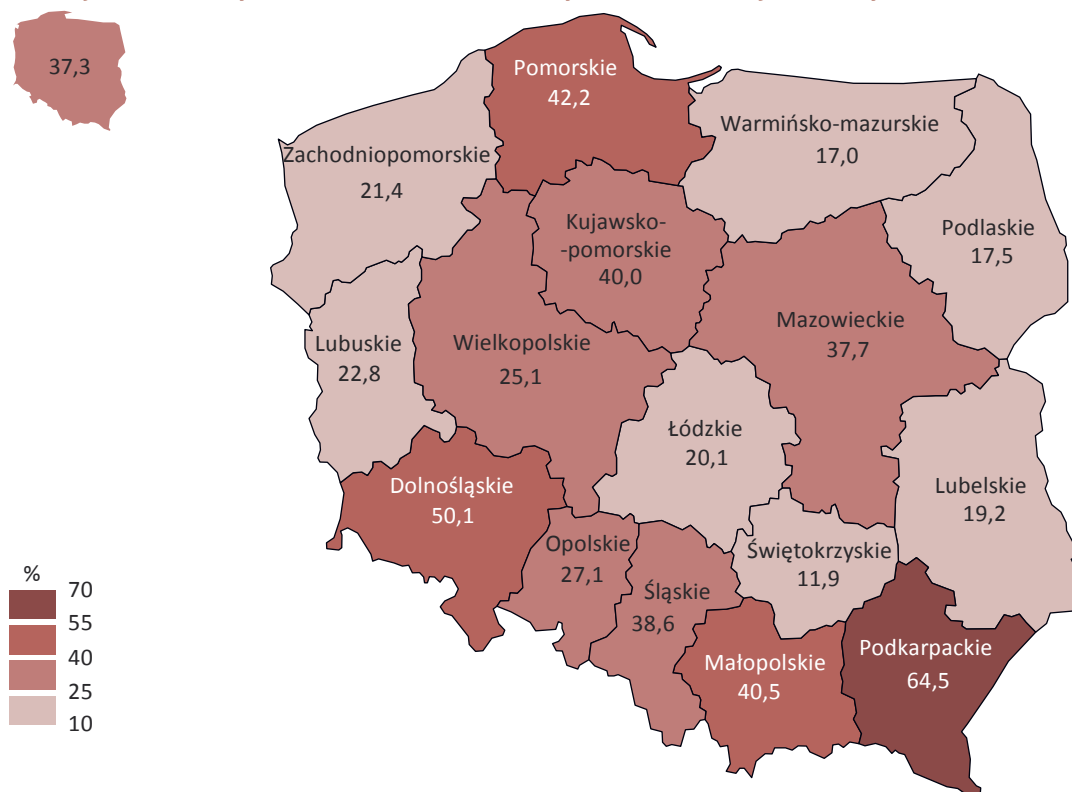 37,3
Pomorskie
42,2
Warmińsko-mazurskie
17,0
Zachodniopomorskie
21,4
Podlaskie
17,5
Kujawsko-
-pomorskie
40,0
Mazowieckie
37,7
Lubuskie
22,8
Wielkopolskie
25,1
Łódzkie
20,1
Lubelskie
19,2
Dolnośląskie
50,1
Opolskie
27,1
Świętokrzyskie
11,9
Śląskie
38,6
Małopolskie
40,5
Podkarpackie
64,5
%
70
55
40
25
10